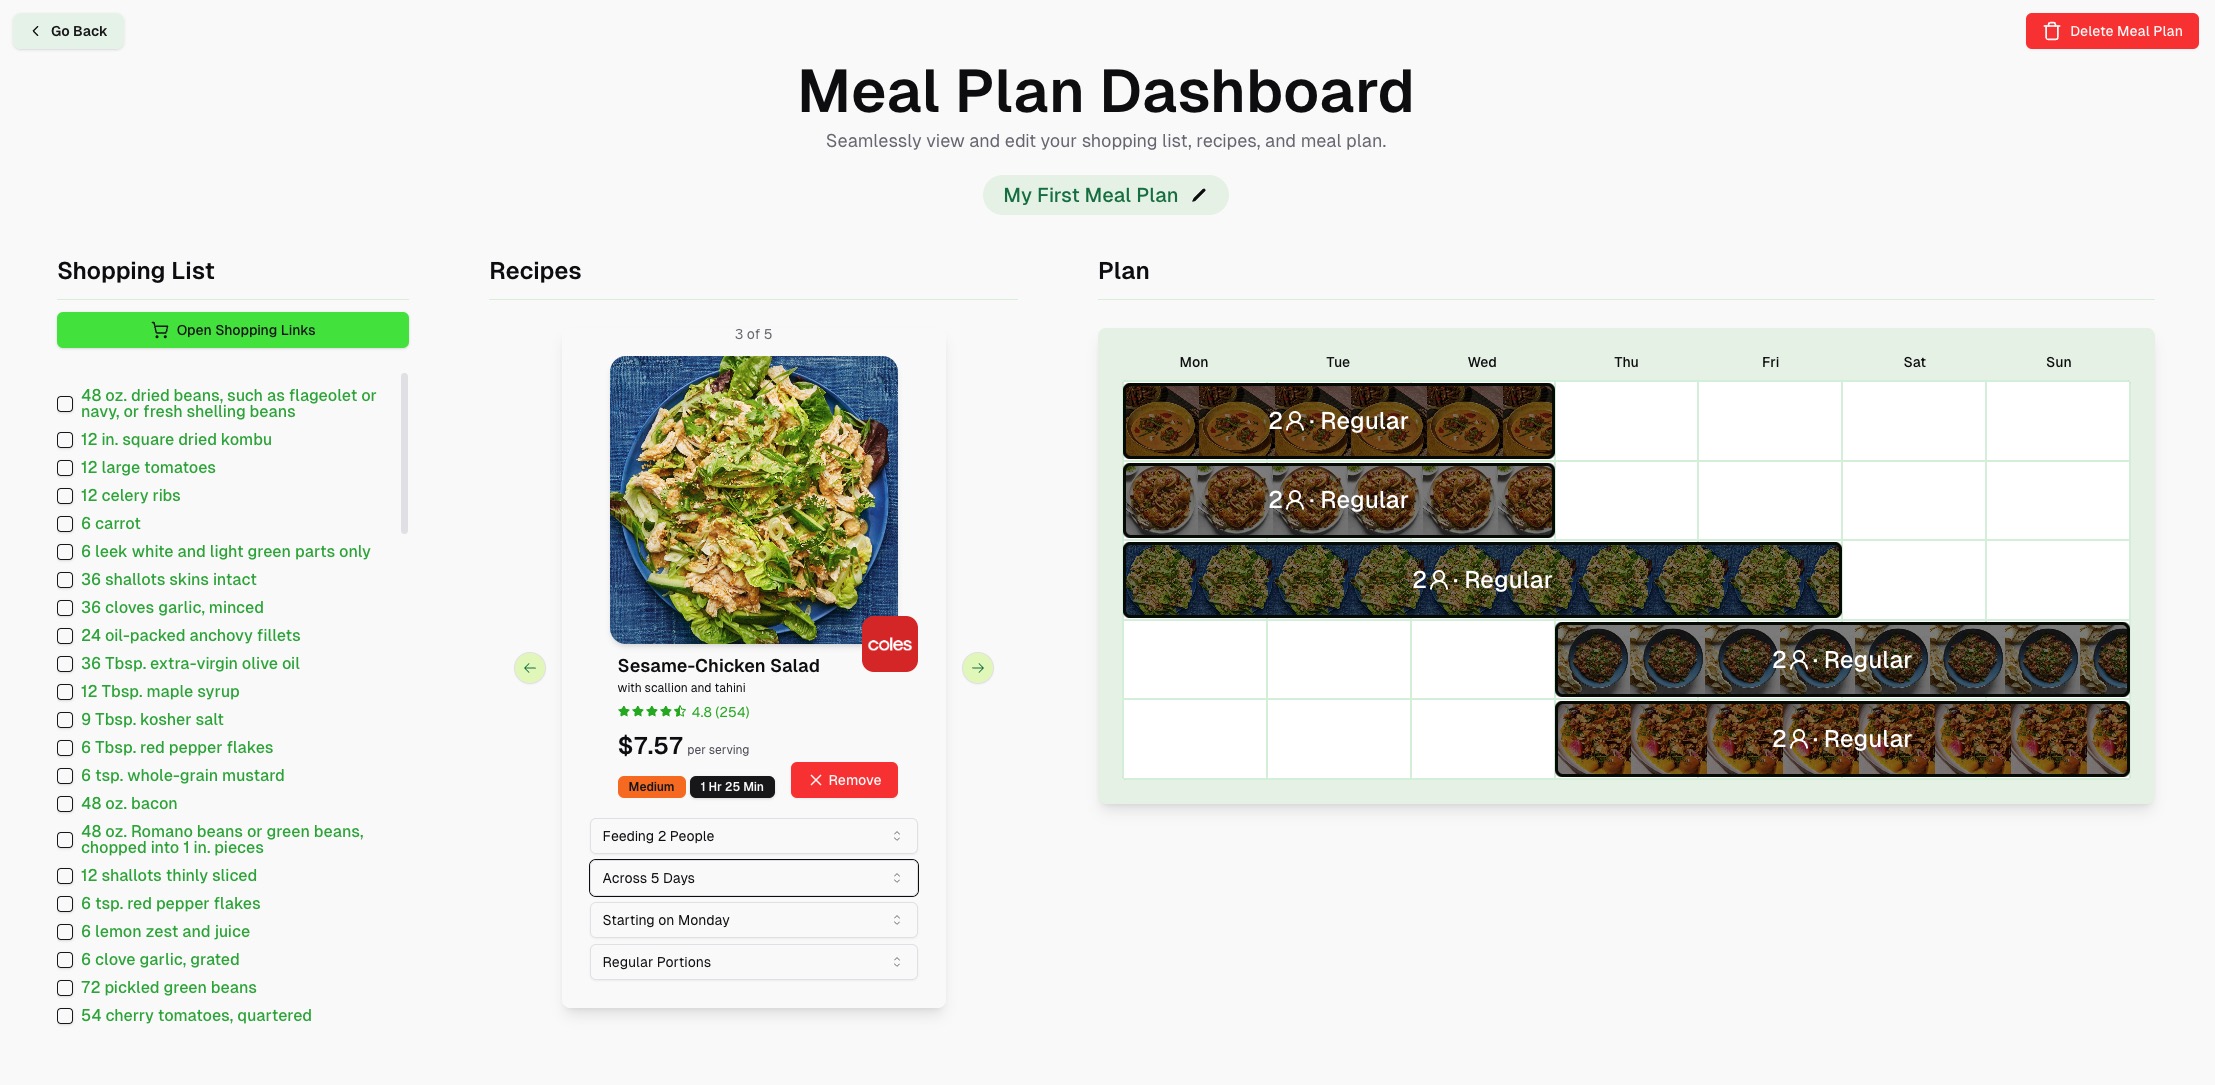 Go Back
Delete Meal Plan
Meal Plan Dashboard
Seamlessly view and edit your shopping list, recipes, and meal plan.
My First Meal Plan
Shopping List
Open Shopping Links
48 oz. dried beans, such as flageolet or
navy, or fresh shelling beans
12 in. square dried kombu
12 large tomatoes
12 celery ribs
6 carrot
6 leek white and light green parts only
36 shallots skins intact
36 cloves garlic, minced
24 oil-packed anchovy fillets
36 Tbsp. extra-virgin olive oil
12 Tbsp. maple syrup
9 Tbsp. kosher salt
6 Tbsp. red pepper flakes
6 tsp. whole-grain mustard
48 oz. bacon
48 oz. Romano beans or green beans,
chopped into 1 in. pieces
12 shallots thinly sliced
6 tsp. red pepper flakes
6 lemon zest and juice
6 clove garlic, grated
72 pickled green beans
54 cherry tomatoes, quartered
Recipes
3 of 5
coles
Sesame-Chicken Salad
with scallion and tahini
4.8 (254)
$7.57 per serving
Medium
1 Hr 25 Min
Remove
Feeding 2 People
Across 5 Days
Starting on Monday
Regular Portions
Plan
Mon Tue Wed Thu Fri Sat Sun
2 · Regular
2 · Regular
2 · Regular
2 · Regular
2 · Regular